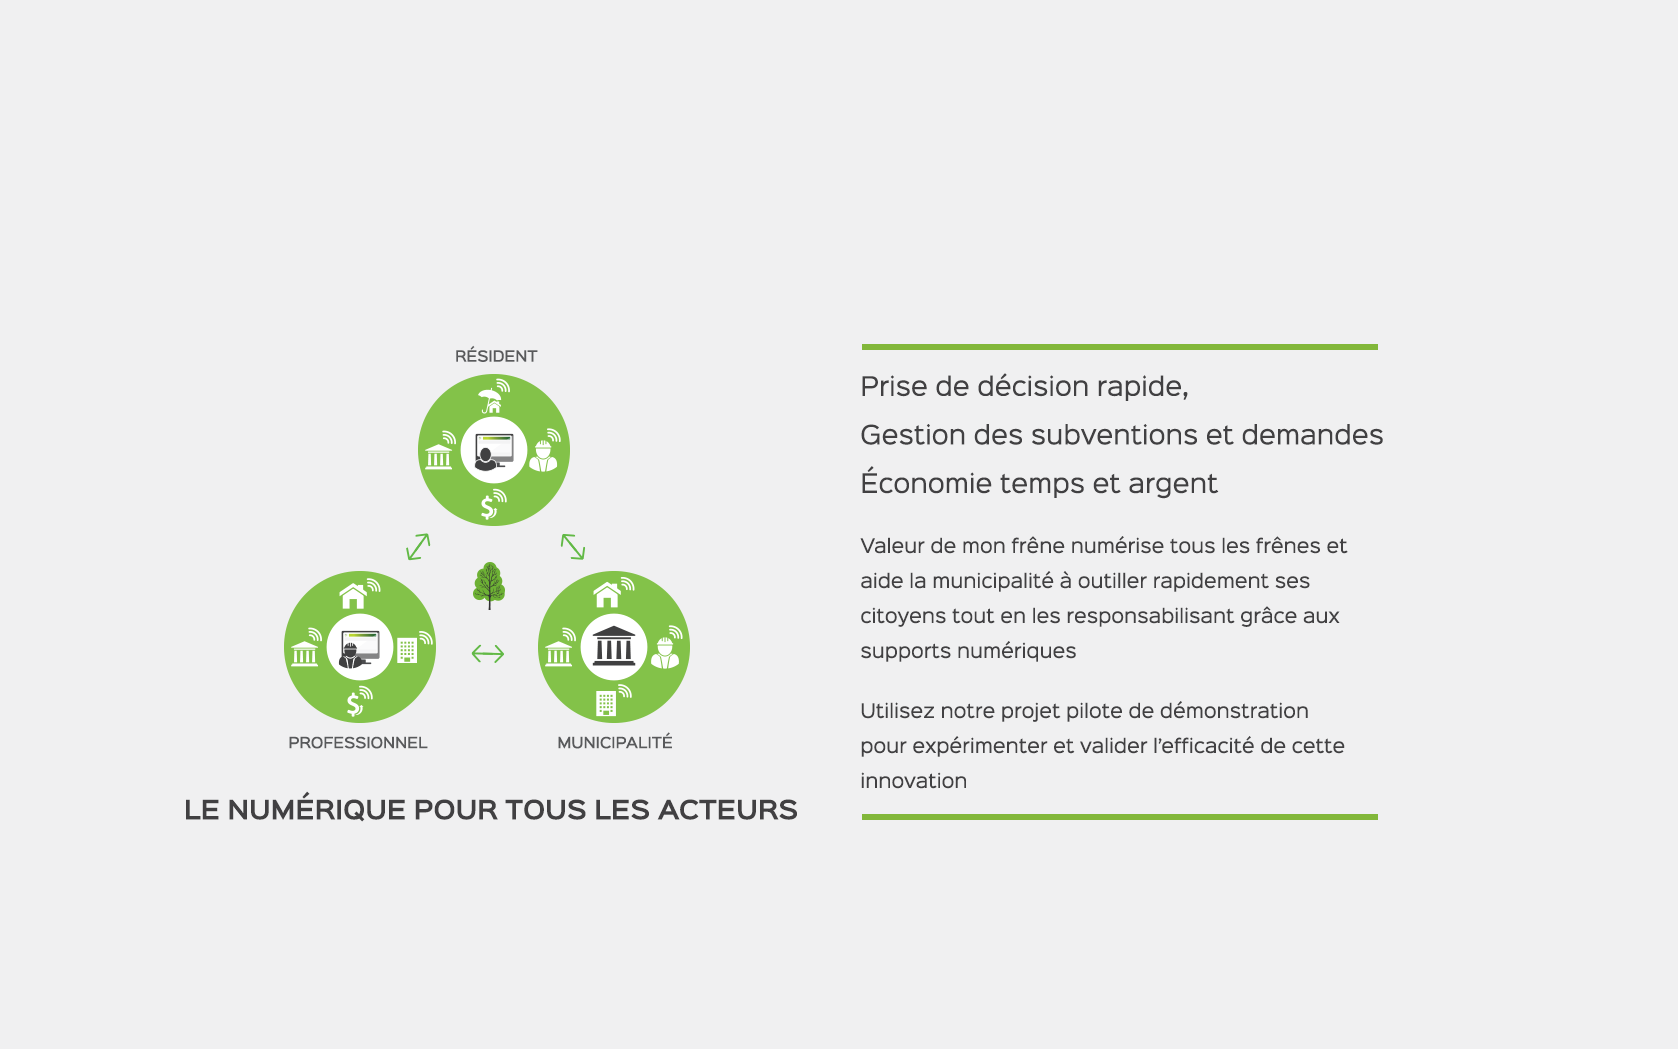 RÉSIDENT
PROFESSIONNEL
MUNICIPALITÉ
LE NUMÉRIQUE POUR TOUS LES ACTEURS
Prise de décision rapide,
Gestion des subventions et demandes
Économie temps et argent
Valeur de mon frêne numérise tous les frênes et
aide la municipalité à outiller rapidement ses
citoyens tout en les responsabilisant grâce aux
supports numériques
Utilisez notre projet pilote de démonstration
pour expérimenter et valider l'efficacité de cette
innovation